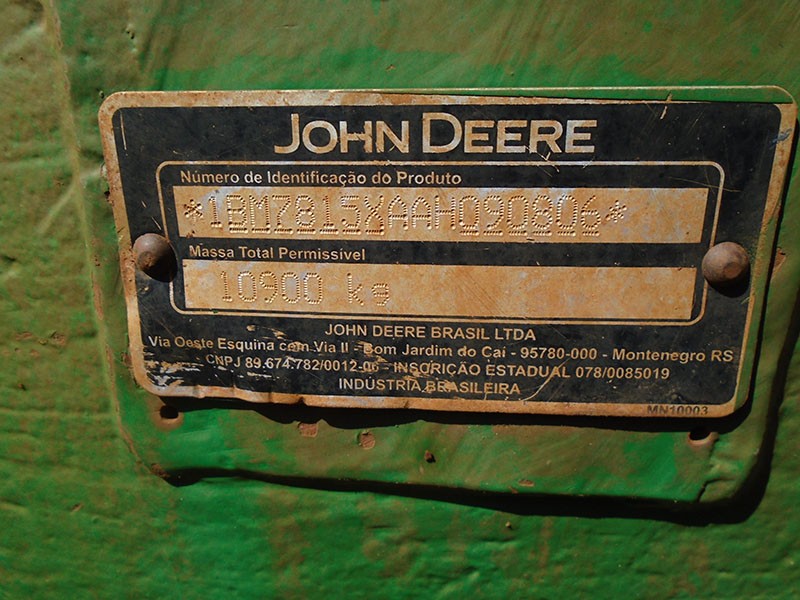 JOHN DEERE
Número de Identificação do Produto
*1BM7815XAAH090806*
Massa Total Permissível
10900 kg
JOHN DEERE BRASIL LTDA
Via Oeste Esquina com Via II - Bom Jardim do Caí - 95780-000 - Montenegro RS
CNPJ 89.674.782/0012-06 - INSCRIÇÃO ESTADUAL 078/0085019
INDÚSTRIA BRASILEIRA
MN10003